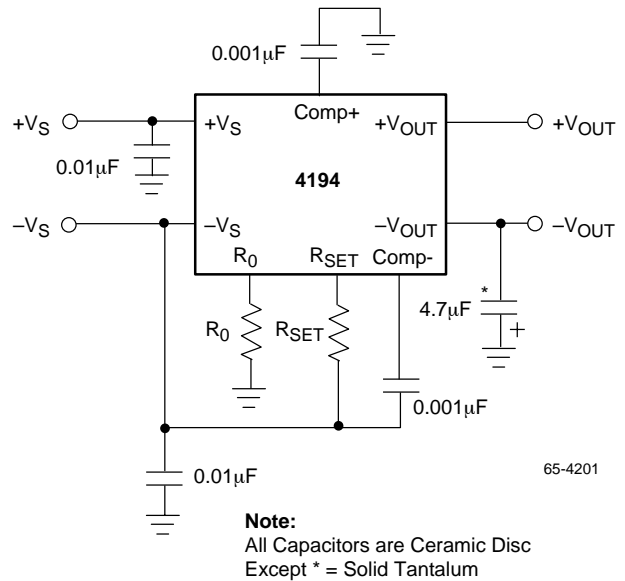 0.001μF
Comp+
+VS
+VS
+VOUT
+VOUT
0.01μF
4194
–VS
–VS
–VOUT
–VOUT
R0
RSET
Comp-
*
4.7μF
+
R0
RSET
0.001μF
0.01μF
65-4201
Note:
All Capacitors are Ceramic Disc
Except * = Solid Tantalum